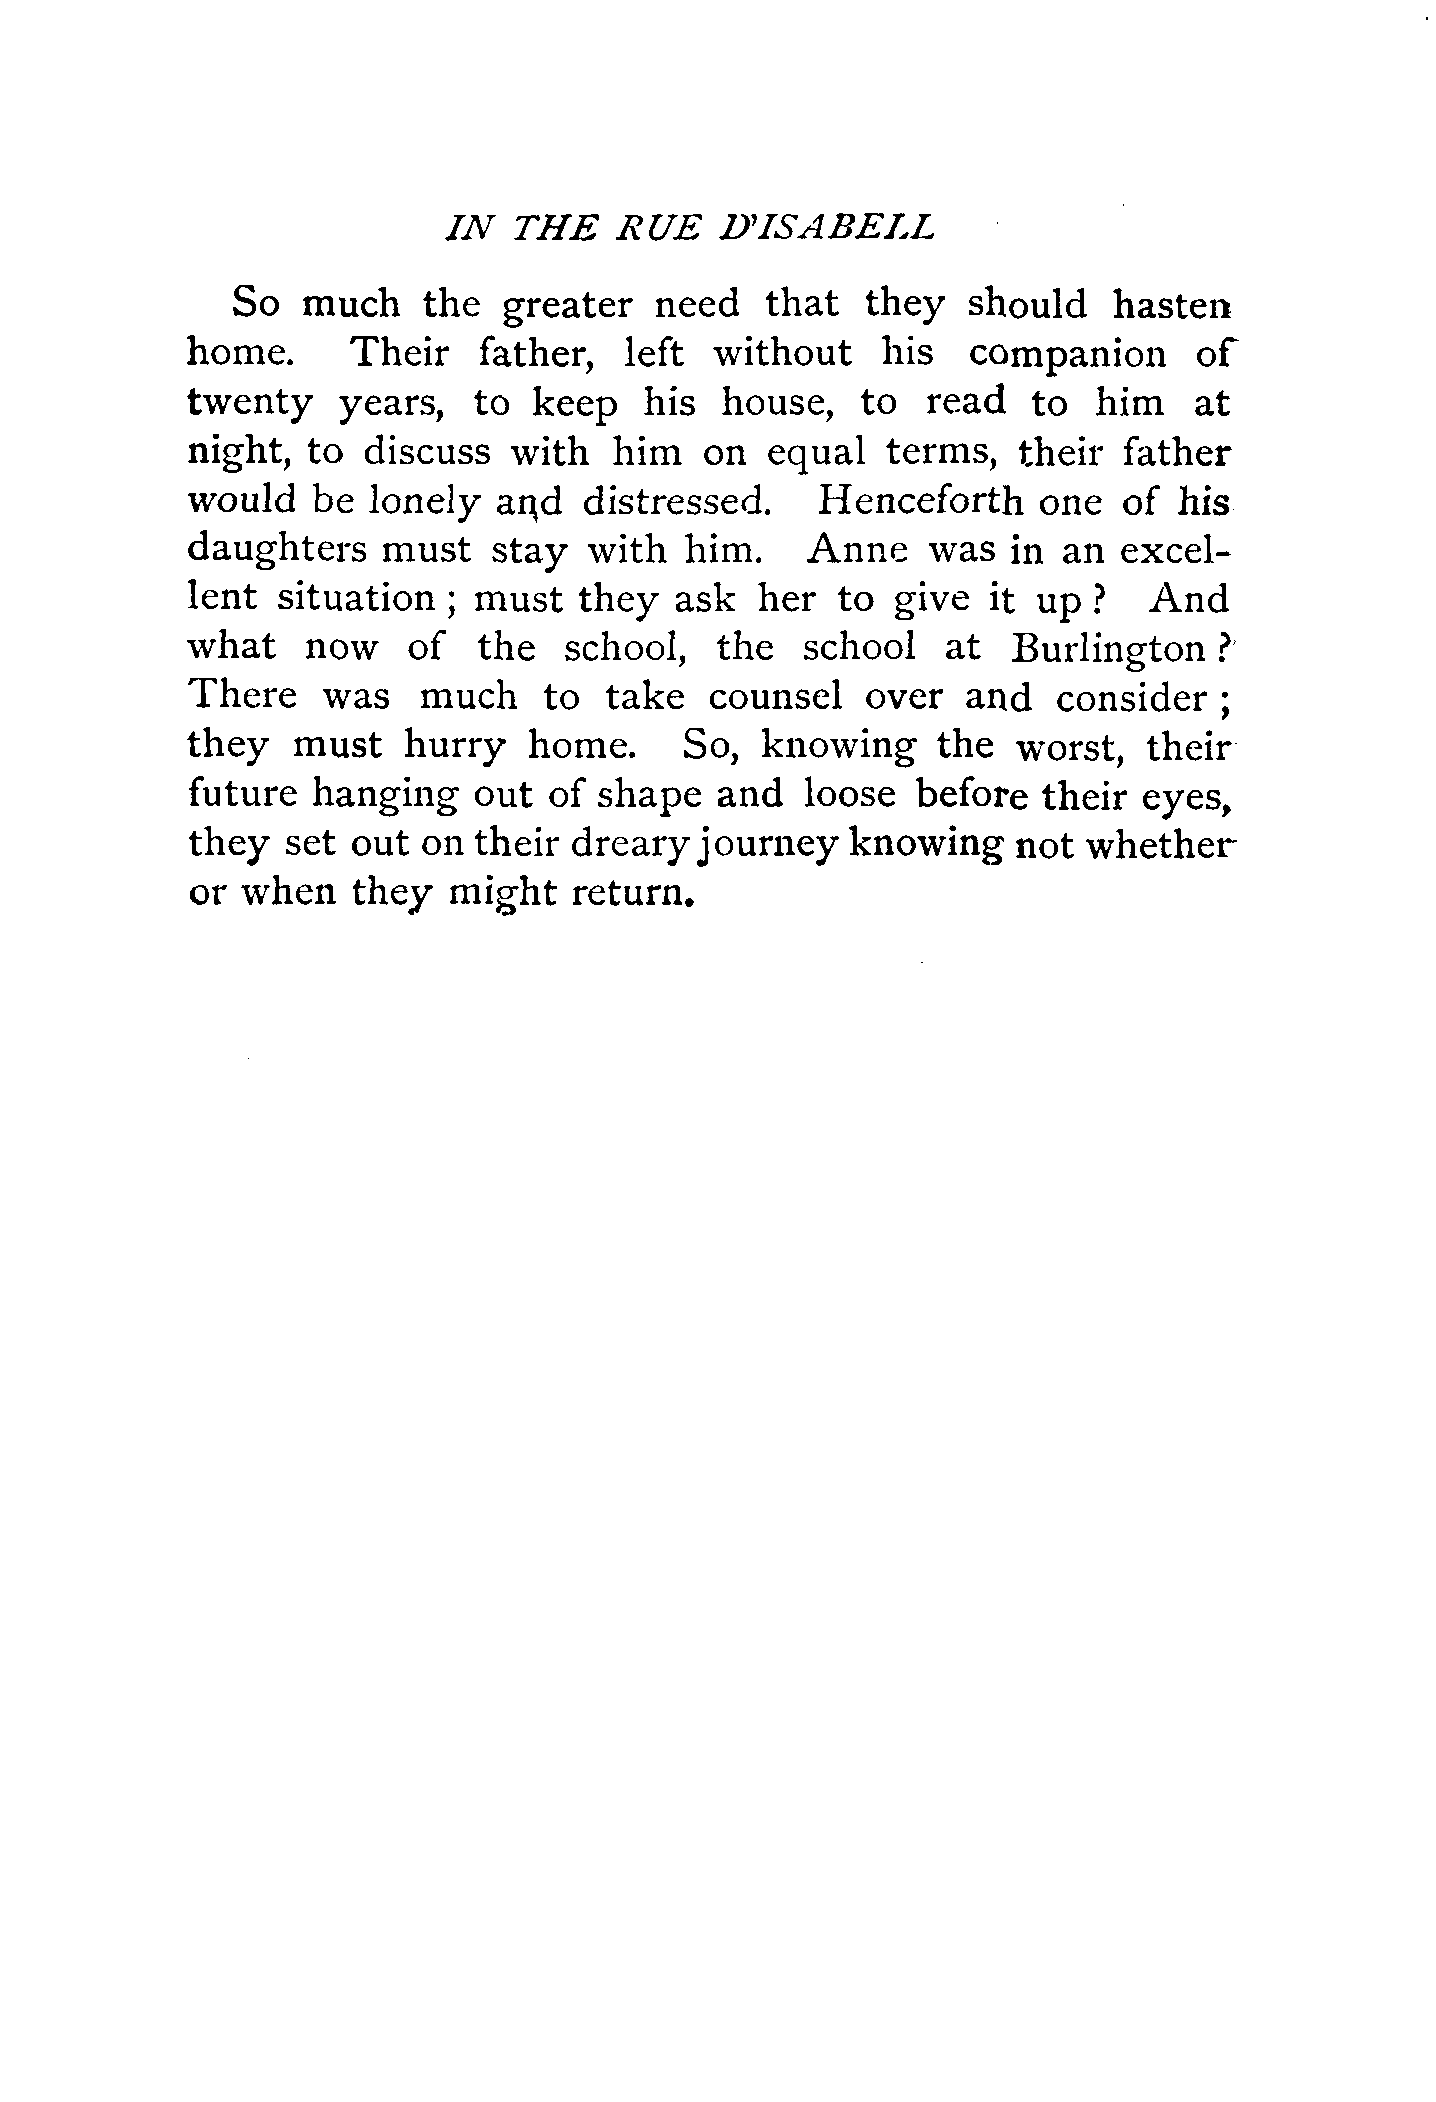 IN THE RUE D'ISABELL
So much the greater need that they should hasten
home. Their father, left without his companion of
twenty years, to keep his house, to read to him at
night, to discuss with him on equal terms, their father
would be lonely and distressed. Henceforth one of his
daughters must stay with him. Anne was in an excel-
lent situation ; must they ask her to give it up ? And
what now of the school, the school at Burlington ?
There was much to take counsel over and consider ;
they must hurry home. So, knowing the worst, their
future hanging out of shape and loose before their eyes,
they set out on their dreary journey knowing not whether
or when they might return.